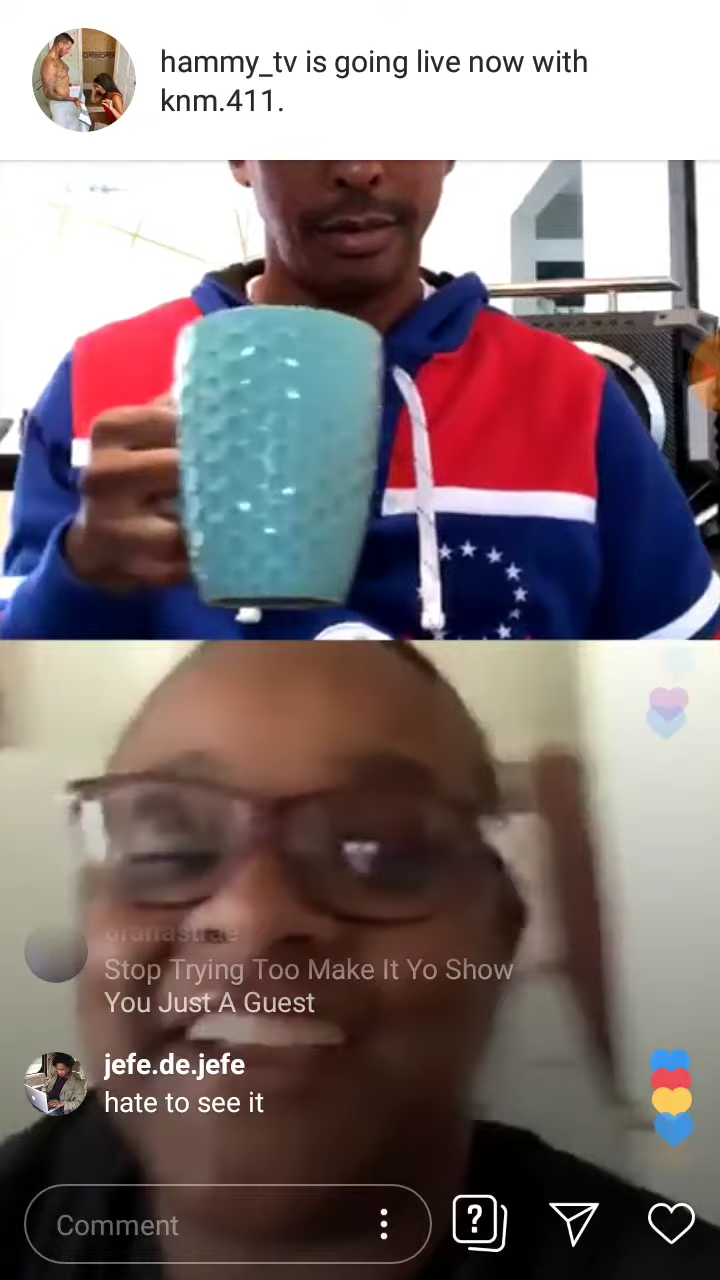 hammy_tv is going live now with
knm.411.
Stop Trying Too Make It Yo Show
You Just A Guest
jefe.de.jefe
hate to see it
Comment
?